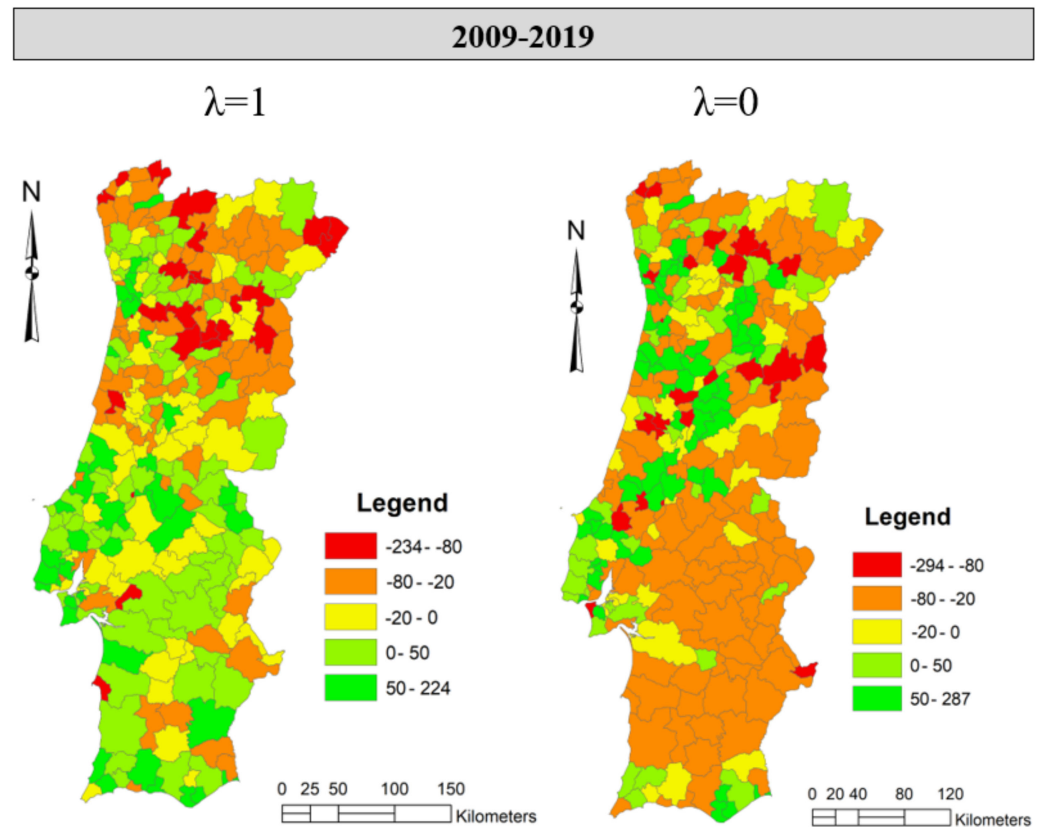 2009-2019
λ=1
λ=0
N
N
Legend
-234- -80
-80 - -20
-20 - 0
0- 50
50 - 224
Legend
-294 - -80
-80 - -20
-20 - 0
0 - 50
50- 287
0 25 50 100 150
Kilometers
0 20 40 80 120
Kilometers